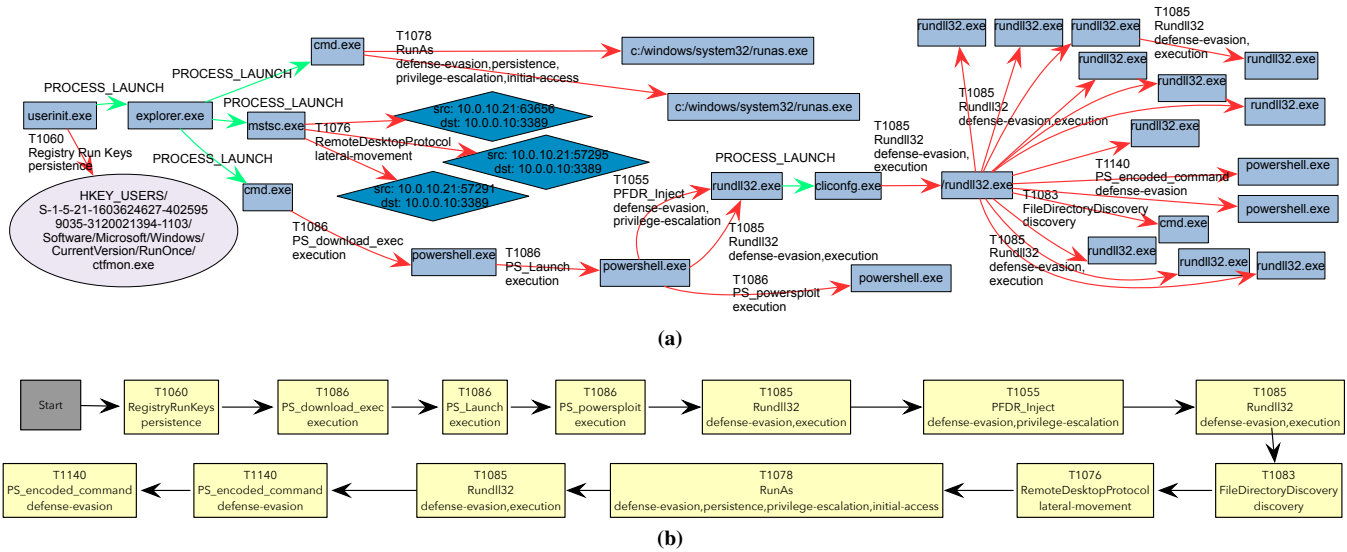 rundll32.exe
rundll32.exe
rundll32.exe
T1085
Rundll32
defense-evasion,
execution
rundll32.exe
cmd.exe
T1078
RunAs
defense-evasion,persistence,
privilege-escalation,initial-access
c:/windows/system32/runas.exe
c:/windows/system32/runas.exe
rundll32.exe
rundll32.exe
rundll32.exe
PROCESS_LAUNCH
PROCESS_LAUNCH
userinit.exe
explorer.exe
PROCESS_LAUNCH
mstsc.exe
src: 10.0.10.21:63656
dst: 10.0.0.10:3389
T1076
RemoteDesktopProtocol
lateral-movement
src: 10.0.10.21:57295
dst: 10.0.0.10:3389
src: 10.0.10.21:57291
dst: 10.0.0.10:3389
T1060
Registry Run Keys
persistence
PROCESS_LAUNCH
cmd.exe
HKEY_USERS/
S-1-5-21-1603624627-402595
9035-3120021394-1103/
Software/Microsoft/Windows/
CurrentVersion/RunOnce/
ctfmon.exe
T1086
PS_download_exec
execution
powershell.exe
T1086
PS_Launch
execution
powershell.exe
T1055
PFDR_Inject
defense-evasion,
privilege-escalation
rundll32.exe
T1085
Rundll32
defense-evasion,execution
T1086
PS_powersploit
execution
powershell.exe
PROCESS_LAUNCH
cliconfg.exe
T1085
Rundll32
defense-evasion,
execution
/rundll32.exe
T1085
Rundll32
defense-evasion,execution
rundll32.exe
T1140
PS_encoded_command
defense-evasion
powershell.exe
powershell.exe
T1083
FileDirectoryDiscovery
discovery
cmd.exe
T1085
Rundll32
defense-evasion,
execution
rundll32.exe
rundll32.exe
rundll32.exe
(a)
Start
T1060
RegistryRunKeys
persistence
T1086
PS_download_exec
execution
T1086
PS_Launch
execution
T1086
PS_powersploit
execution
T1085
Rundll32
defense-evasion,execution
T1055
PFDR_Inject
defense-evasion,privilege-escalation
T1085
Rundll32
defense-evasion,execution
T1140
PS_encoded_command
defense-evasion
T1140
PS_encoded_command
defense-evasion
T1085
Rundll32
defense-evasion,execution
T1078
RunAs
defense-evasion,persistence,privilege-escalation,initial-access
T1076
RemoteDesktopProtocol
lateral-movement
T1083
FileDirectoryDiscovery
discovery
(b)